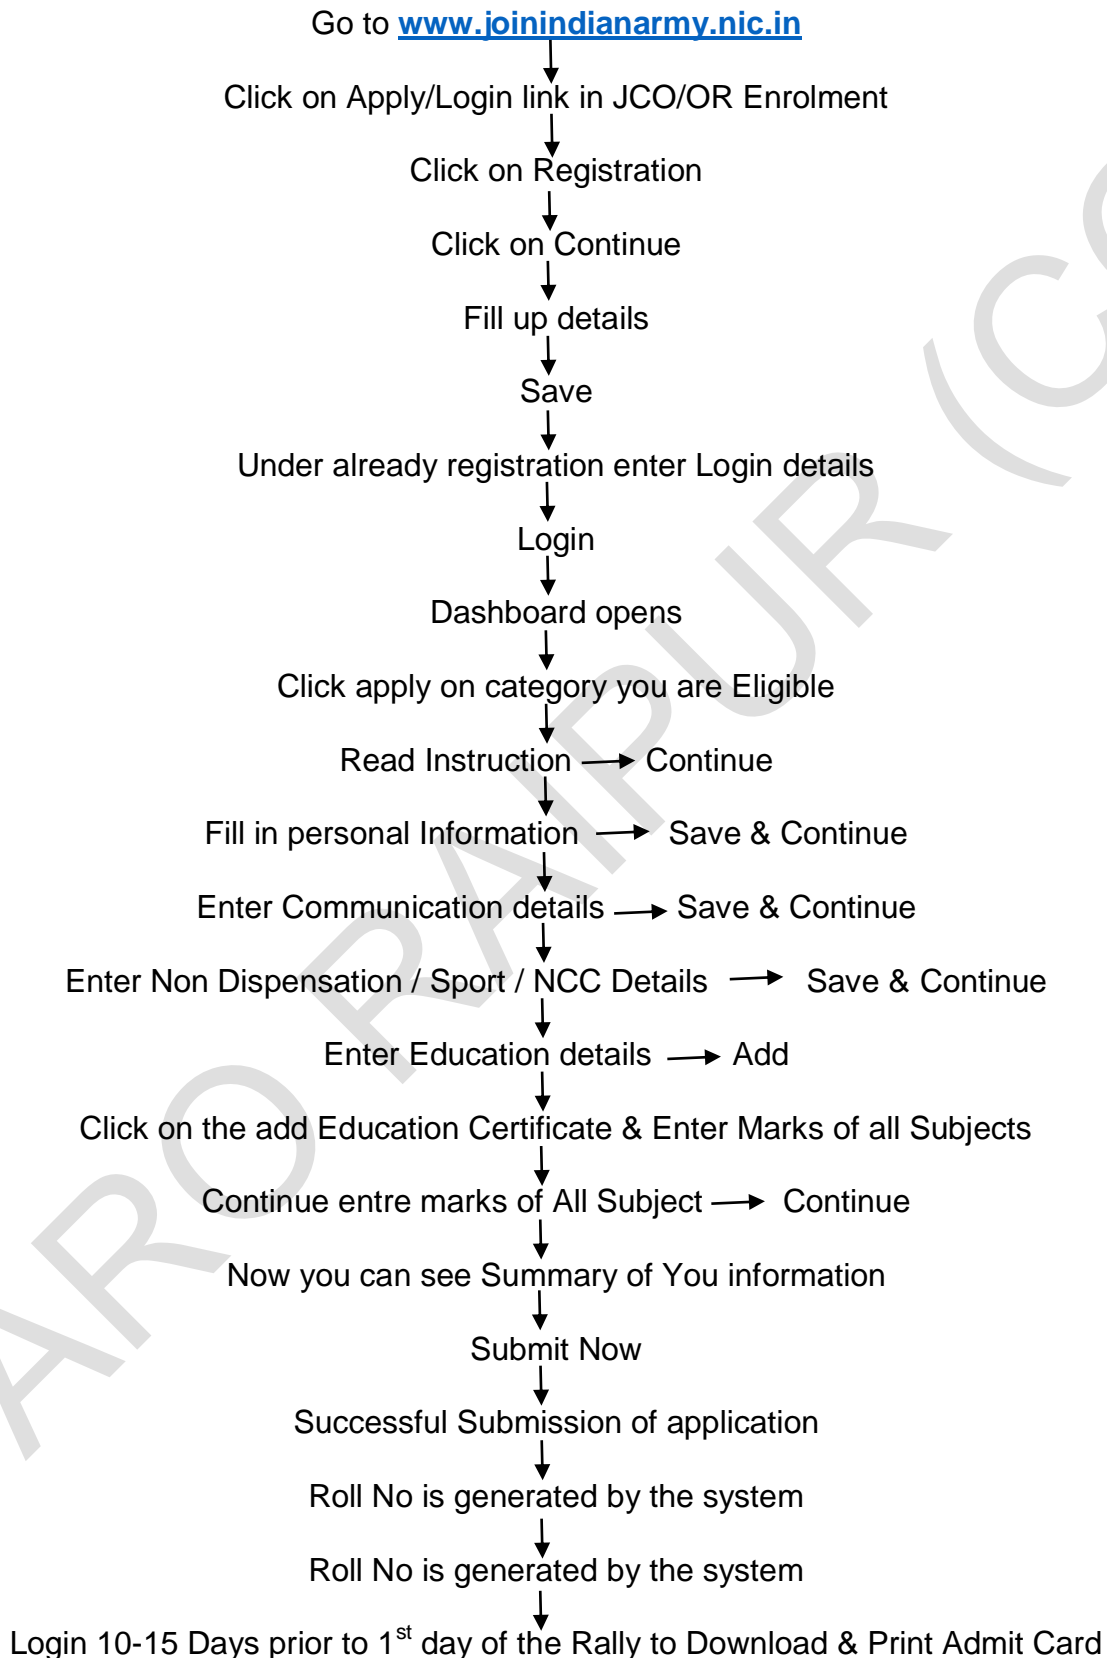 Go to www.joinindianarmy.nic.in
Click on Apply/Login link in JCO/OR Enrolment
Click on Registration
Click on Continue
Fill up details
Save
Under already registration enter Login details
Login
Dashboard opens
Click apply on category you are Eligible
Read Instruction Continue
Fill in personal Information Save & Continue
Enter Communication details Save & Continue
Enter Non Dispensation / Sport / NCC Details Save & Continue
Enter Education details Add
Click on the add Education Certificate & Enter Marks of all Subjects
Continue entre marks of All Subject Continue
Now you can see Summary of You information
Submit Now
Successful Submission of application
Roll No is generated by the system
Roll No is generated by the system
Login 10-15 Days prior to 1st day of the Rally to Download & Print Admit Card
ARO RAIPUR (